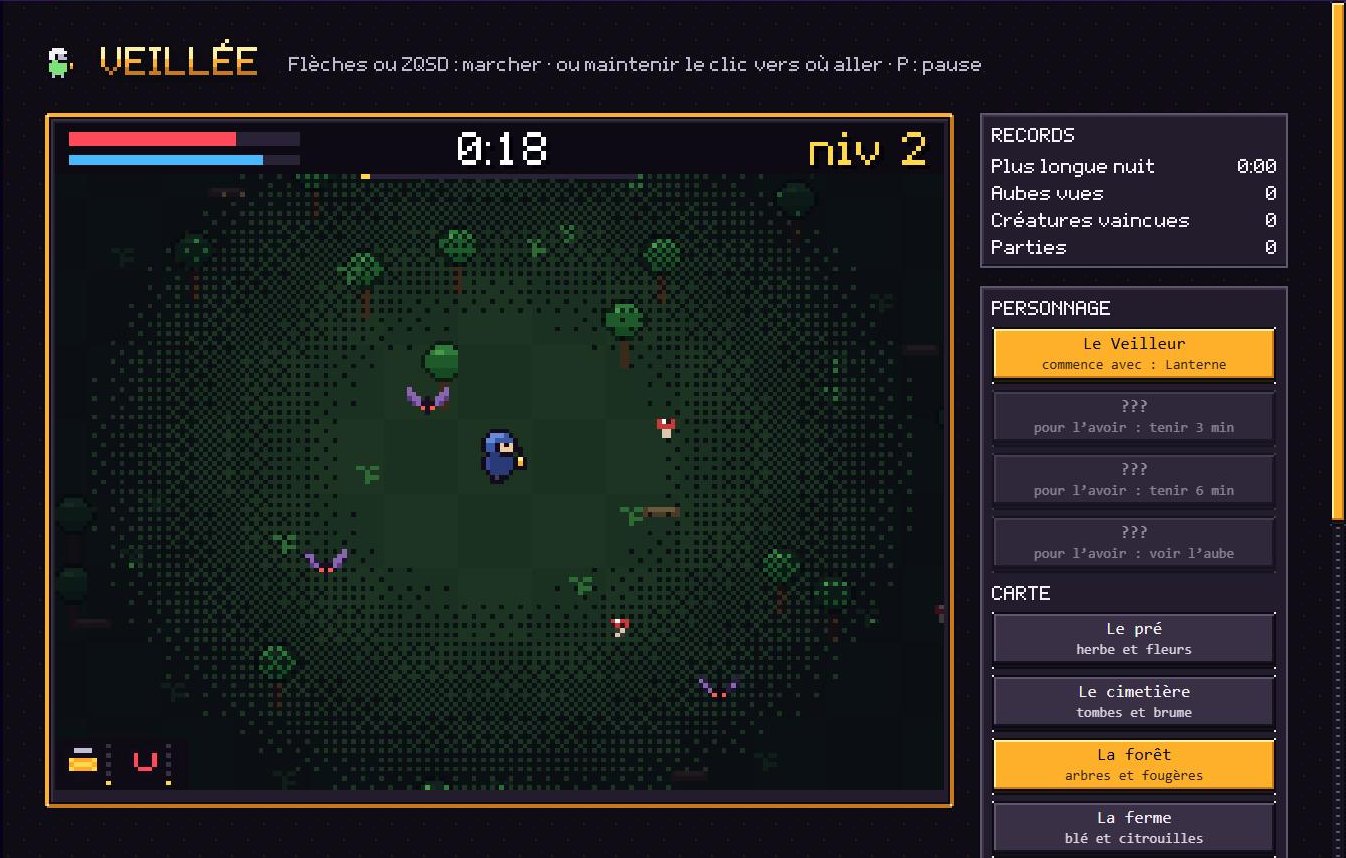 VEILLÉE
Flèches ou ZQSD : marcher · ou maintenir le clic vers où aller · P : pause
0:18
niv 2
RECORDS
Plus longue nuit 0:00
Aubes vues 0
Créatures vaincues 0
Parties 0
PERSONNAGE
Le Veilleur
commence avec : Lanterne
???
pour l'avoir : tenir 3 min
???
pour l'avoir : tenir 6 min
???
pour l'avoir : voir l'aube
CARTE
Le pré
herbe et fleurs
Le cimetière
tombes et brume
La forêt
arbres et fougères
La ferme
blé et citrouilles